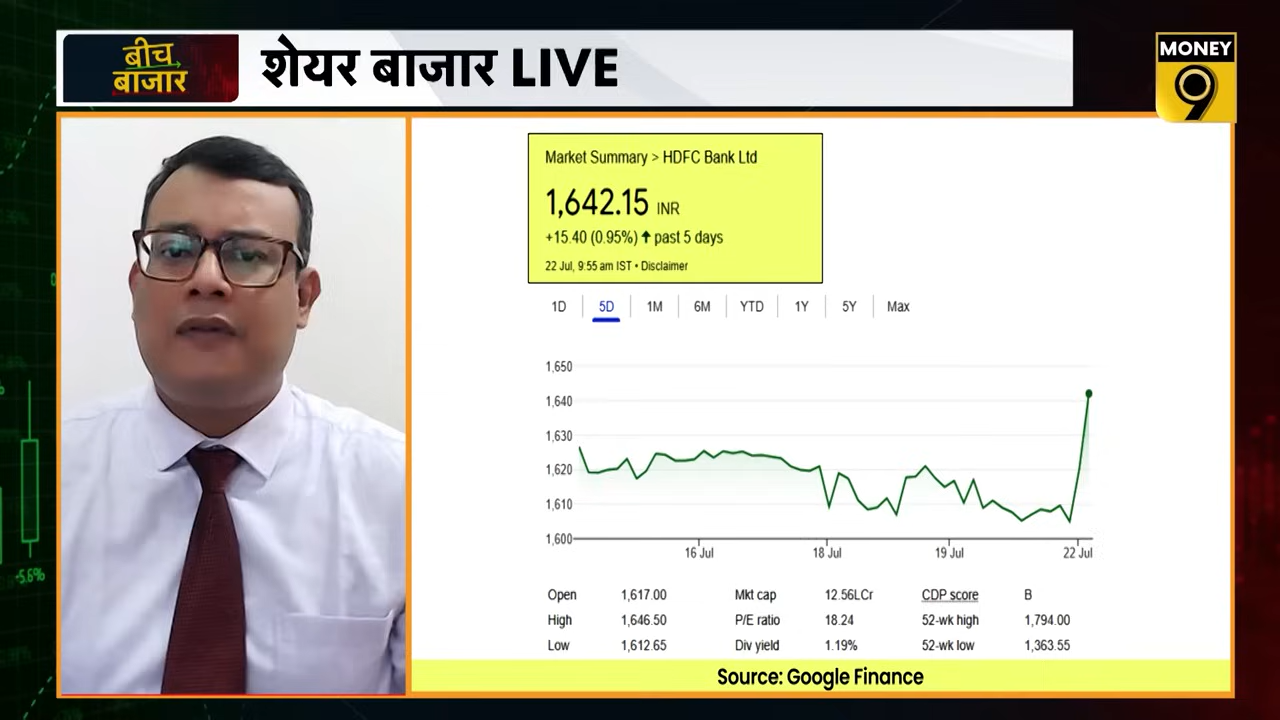 बीच
बाजार
शेयर बाजार LIVE
MONEY
9
Market Summary > HDFC Bank Ltd
1,642.15 INR
+15.40 (0.95%) ↑ past 5 days
22 Jul, 9:55 am IST • Disclaimer
1D 5D 1M 6M YTD 1Y 5Y Max
1,650
1,640
1,630
1,620
1,610
1,600
16 Jul 18 Jul 19 Jul 22 Jul
Open 1,617.00 Mkt cap 12.56LCr CDP score B
High 1,646.50 P/E ratio 18.24 52-wk high 1,794.00
Low 1,612.65 Div yield 1.19% 52-wk low 1,363.55
Source: Google Finance
-5.6%